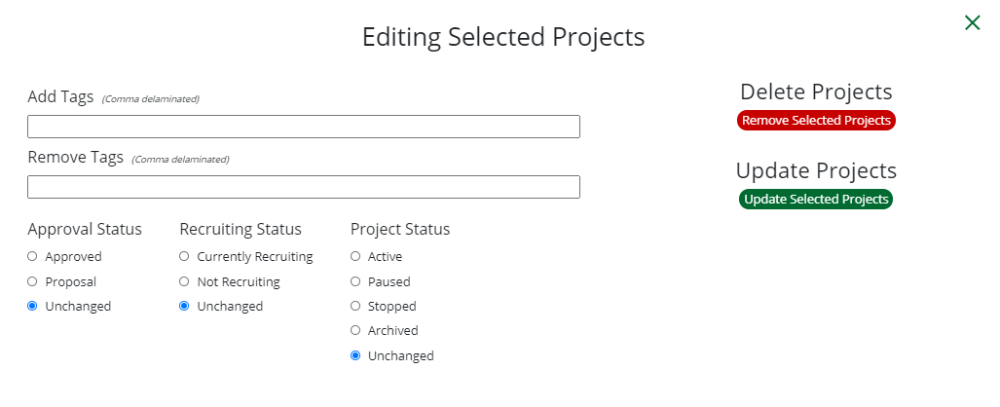 Editing Selected Projects
Add Tags (Comma delaminated)
Remove Tags (Comma delaminated)
Approval Status
Approved
Proposal
Unchanged
Recruiting Status
Currently Recruiting
Not Recruiting
Unchanged
Project Status
Active
Paused
Stopped
Archived
Unchanged
Delete Projects
Remove Selected Projects
Update Projects
Update Selected Projects